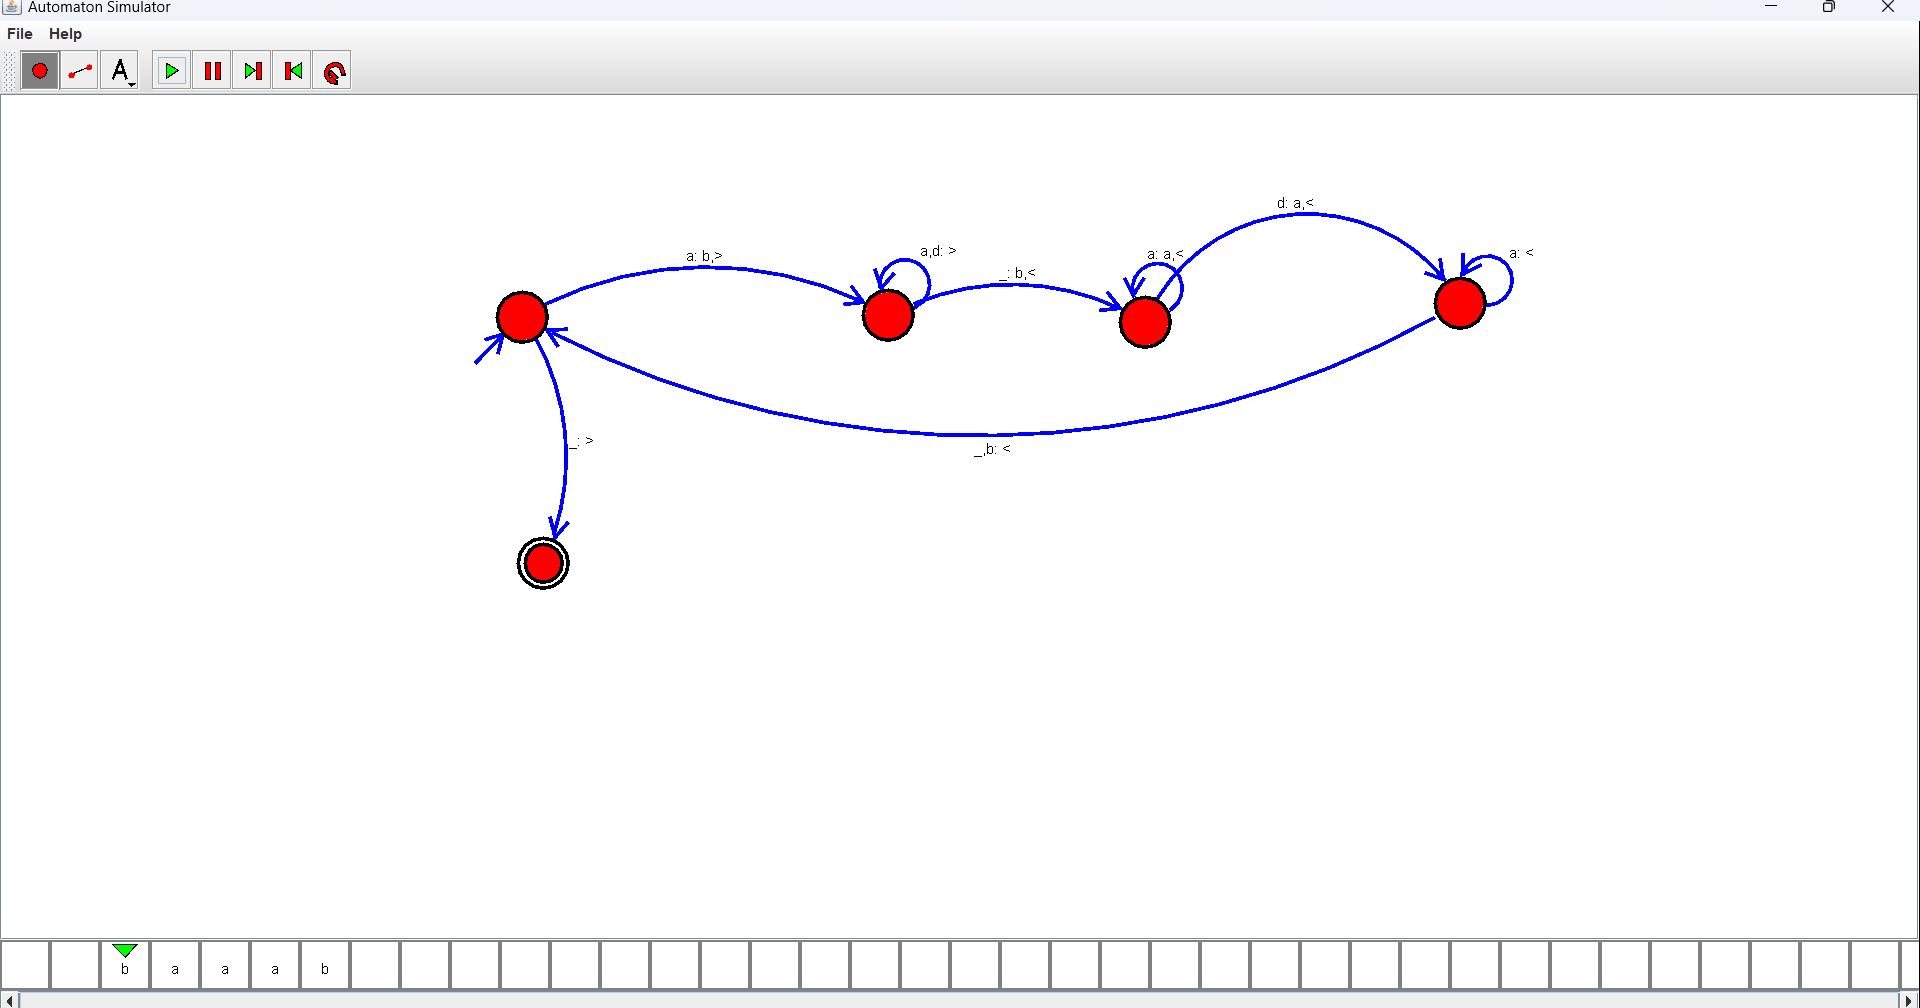 Automaton Simulator
File Help
A
d: a,<
a: b,>
a,d: >
_: b,<
a: a,<
a: <
_: >
_,b: <
b a a a b